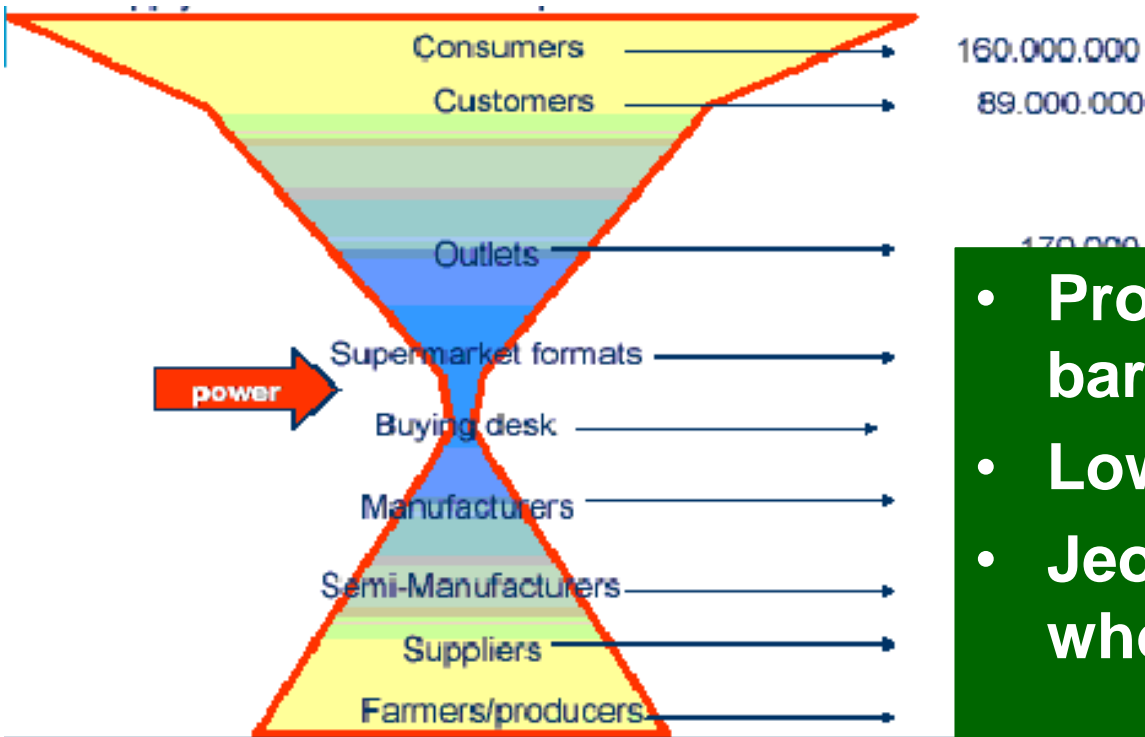 Consumers 160.000.000
Customers 89.000.000
Outlets
Supermarket formats
power
Buying desk
Manufacturers
Semi-Manufacturers
Suppliers
Farmers/producers
• Pro
bar
• Low
• Jeo
whe